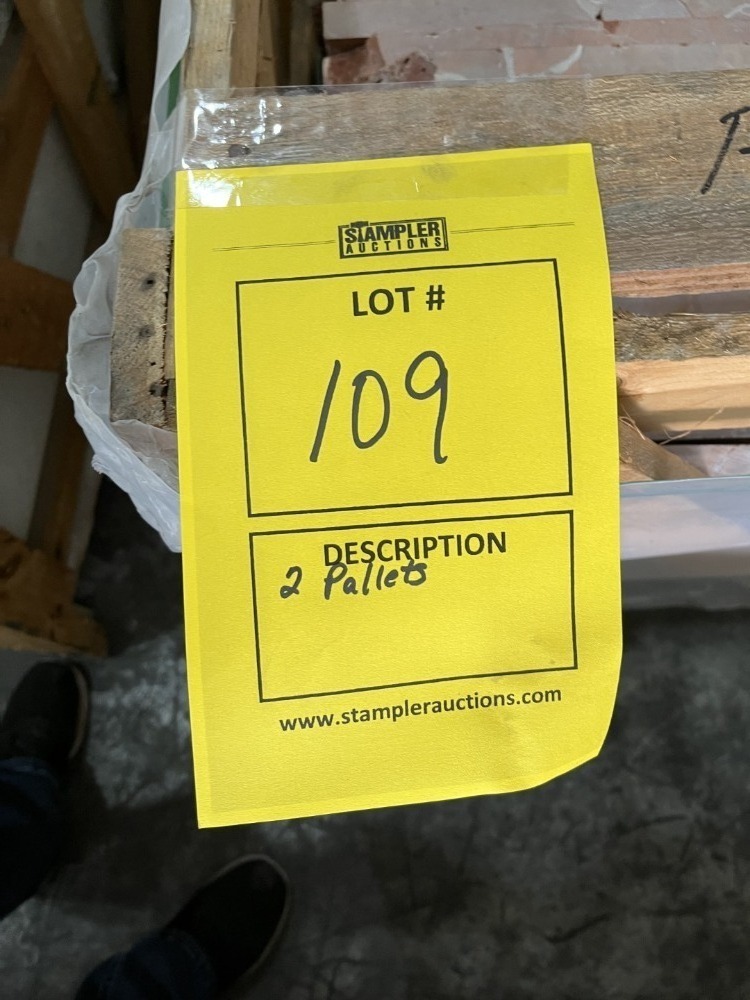 STAMPLER
AUCTIONS
LOT #
109
DESCRIPTION
2 Pallets
www.stamplerauctions.com